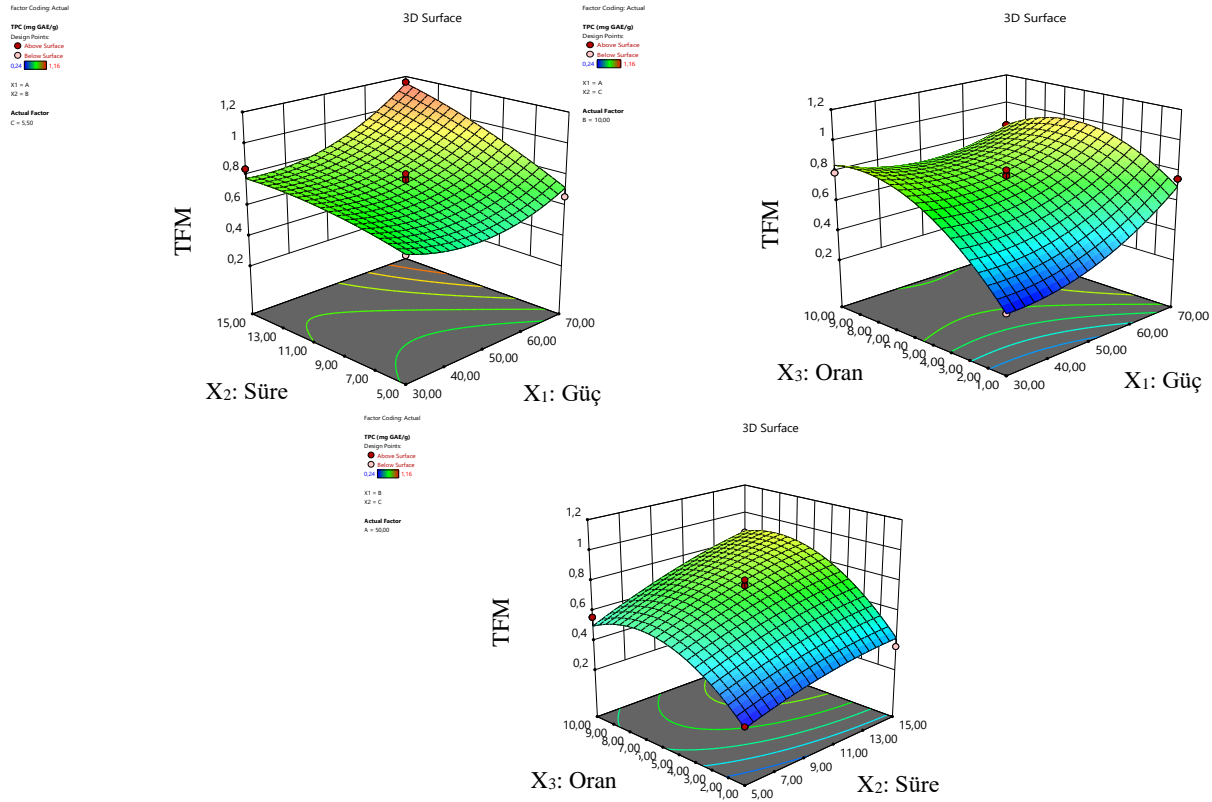 Factor Coding: Actual
TPC (mg GAE/g)
Design Points:
Above Surface
Below Surface
0,24 1,16
X1 = A
X2 = B
Actual Factor
C = 5,50
3D Surface
1,2
1
0,8
0,6
0,4
0,2
TFM
15,00
13,00
11,00
9,00
7,00
5,00
30,00
40,00
50,00
60,00
70,00
X₂: Süre
X₁: Güç
Factor Coding: Actual
TPC (mg GAE/g)
Design Points:
Above Surface
Below Surface
0,24 1,16
X1 = A
X2 = C
Actual Factor
B = 10,00
3D Surface
1,2
1
0,8
0,6
0,4
0,2
TFM
10,00
9,00
8,00
7,00
5,00
4,00
3,00
2,00
1,00
30,00
40,00
50,00
60,00
70,00
X₃: Oran
X₁: Güç
Factor Coding: Actual
TPC (mg GAE/g)
Design Points:
Above Surface
Below Surface
0,24 1,16
X1 = B
X2 = C
Actual Factor
A = 50,00
3D Surface
1,2
1
0,8
0,6
0,4
0,2
TFM
10,00
9,00
8,00
7,00
5,00
4,00
3,00
2,00
1,00
5,00
7,00
9,00
11,00
13,00
15,00
X₃: Oran
X₂: Süre